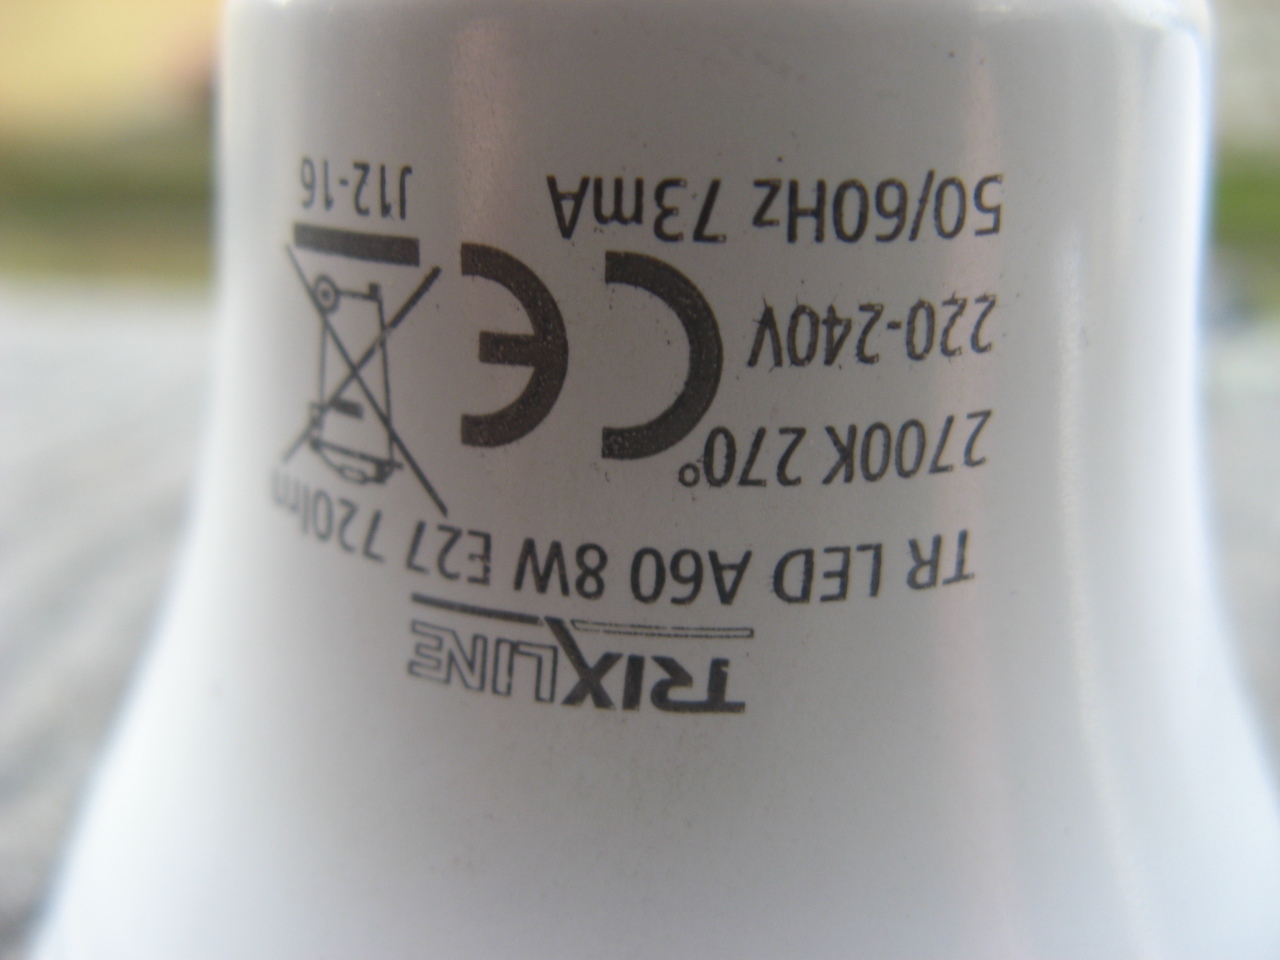 TRIXLINE
TR LED A60 8W E27 720lm
2700K 270°
220-240V
CE
50/60Hz 73mA
J12-16